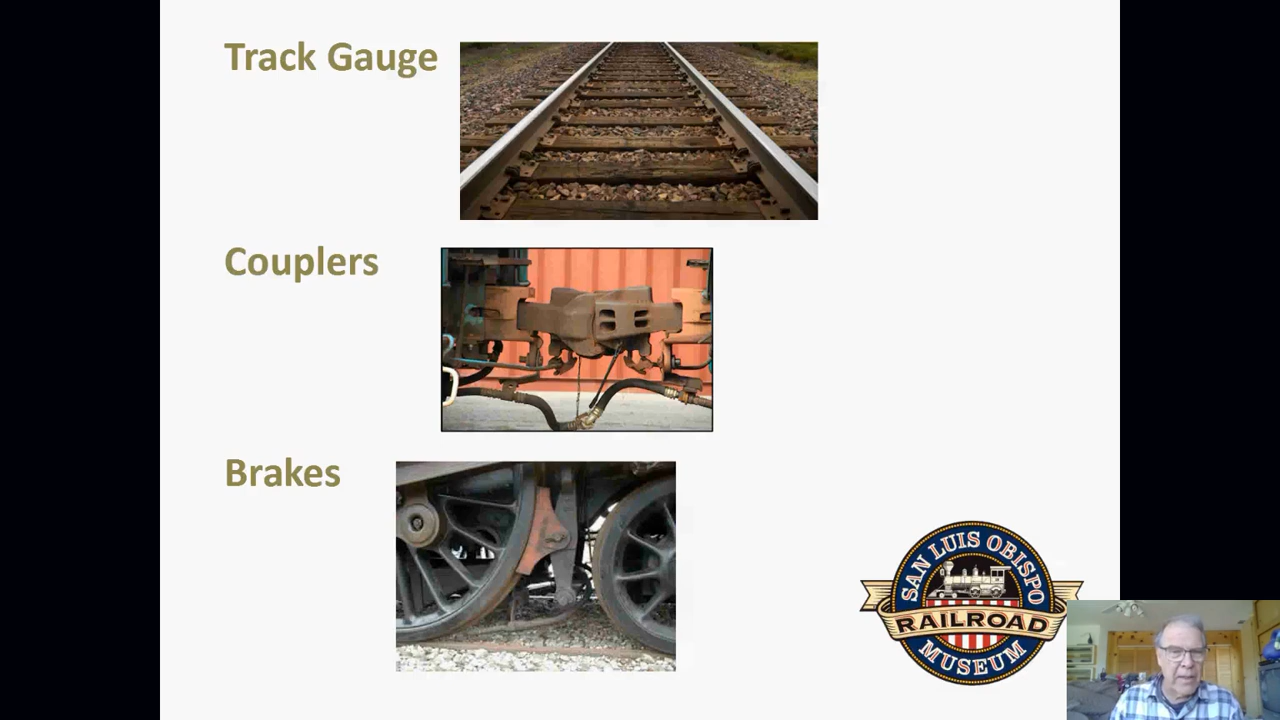 Track Gauge
Couplers
Brakes
SAN LUIS OBISPO
RAILROAD
MUSEUM